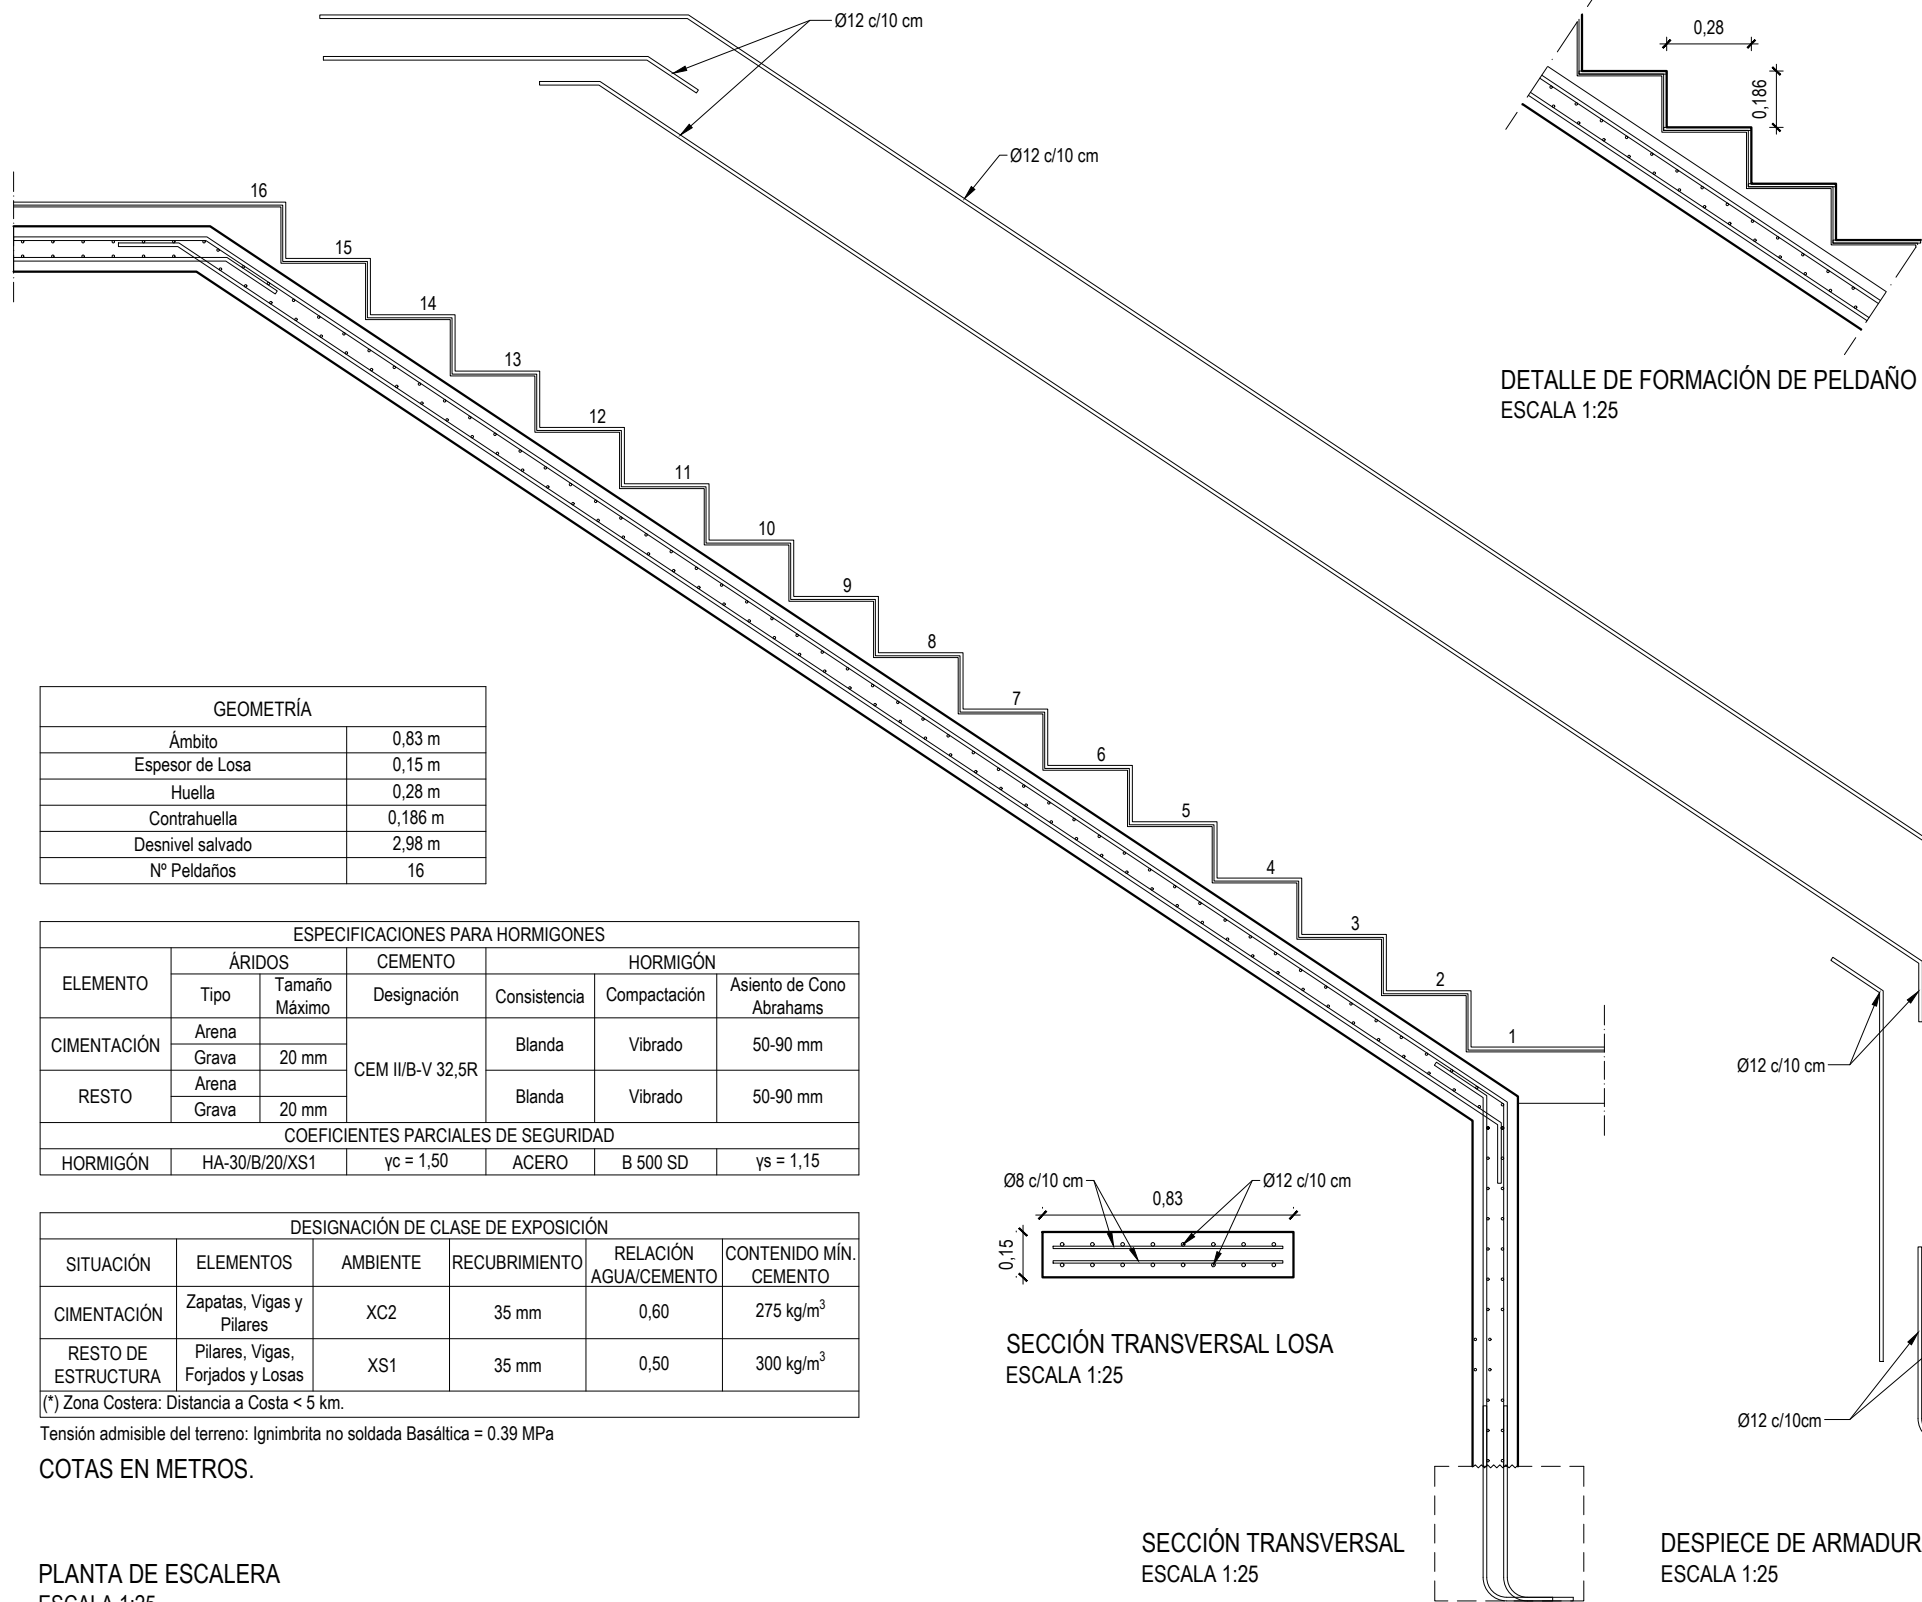 Ø12 c/10 cm
0,28
0,186
Ø12 c/10 cm
DETALLE DE FORMACIÓN DE PELDAÑO
ESCALA 1:25
16
15
14
13
12
11
10
9
8
7
6
5
4
3
2
1
GEOMETRÍA
Ámbito 0,83 m
Espesor de Losa 0,15 m
Huella 0,28 m
Contrahuella 0,186 m
Desnivel salvado 2,98 m
Nº Peldaños 16
ESPECIFICACIONES PARA HORMIGONES
ELEMENTO ÁRIDOS CEMENTO HORMIGÓN
Tipo Tamaño Máximo Designación Consistencia Compactación Asiento de Cono Abrahams
CIMENTACIÓN Arena
Grava 20 mm CEM II/B-V 32,5R Blanda Vibrado 50-90 mm
RESTO Arena
Grava 20 mm Blanda Vibrado 50-90 mm
COEFICIENTES PARCIALES DE SEGURIDAD
HORMIGÓN HA-30/B/20/XS1 γc = 1,50 ACERO B 500 SD γs = 1,15
DESIGNACIÓN DE CLASE DE EXPOSICIÓN
SITUACIÓN ELEMENTOS AMBIENTE RECUBRIMIENTO RELACIÓN AGUA/CEMENTO CONTENIDO MÍN. CEMENTO
CIMENTACIÓN Zapatas, Vigas y Pilares XC2 35 mm 0,60 275 kg/m³
RESTO DE ESTRUCTURA Pilares, Vigas, Forjados y Losas XS1 35 mm 0,50 300 kg/m³
(*) Zona Costera: Distancia a Costa < 5 km.
Tensión admisible del terreno: Ignimbrita no soldada Basáltica = 0.39 MPa
COTAS EN METROS.
Ø8 c/10 cm
0,83
Ø12 c/10 cm
0,15
SECCIÓN TRANSVERSAL LOSA
ESCALA 1:25
Ø12 c/10 cm
Ø12 c/10cm
SECCIÓN TRANSVERSAL
ESCALA 1:25
DESPIECE DE ARMADUR
ESCALA 1:25
PLANTA DE ESCALERA
ESCALA 1:25